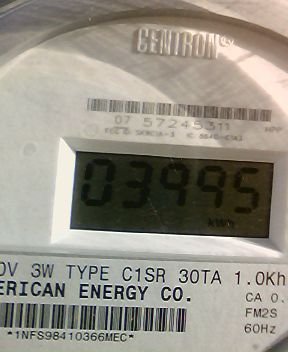 CENTRON
07 57245311
03995
kWh
0V 3W TYPE C1SR 30TA 1.0Kh
ERICAN ENERGY CO.
CA 0.
FM2S
60Hz
*1NFS98410366MEC*